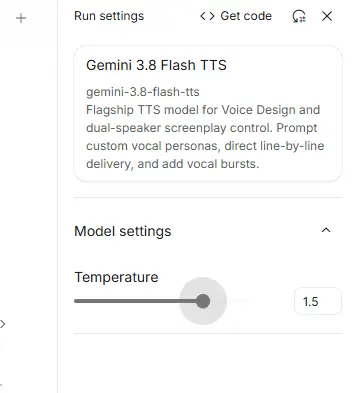 Run settings
<> Get code
Gemini 3.8 Flash TTS
gemini-3.8-flash-tts
Flagship TTS model for Voice Design and
dual-speaker screenplay control. Prompt
custom vocal personas, direct line-by-line
delivery, and add vocal bursts.
Model settings
Temperature
1.5